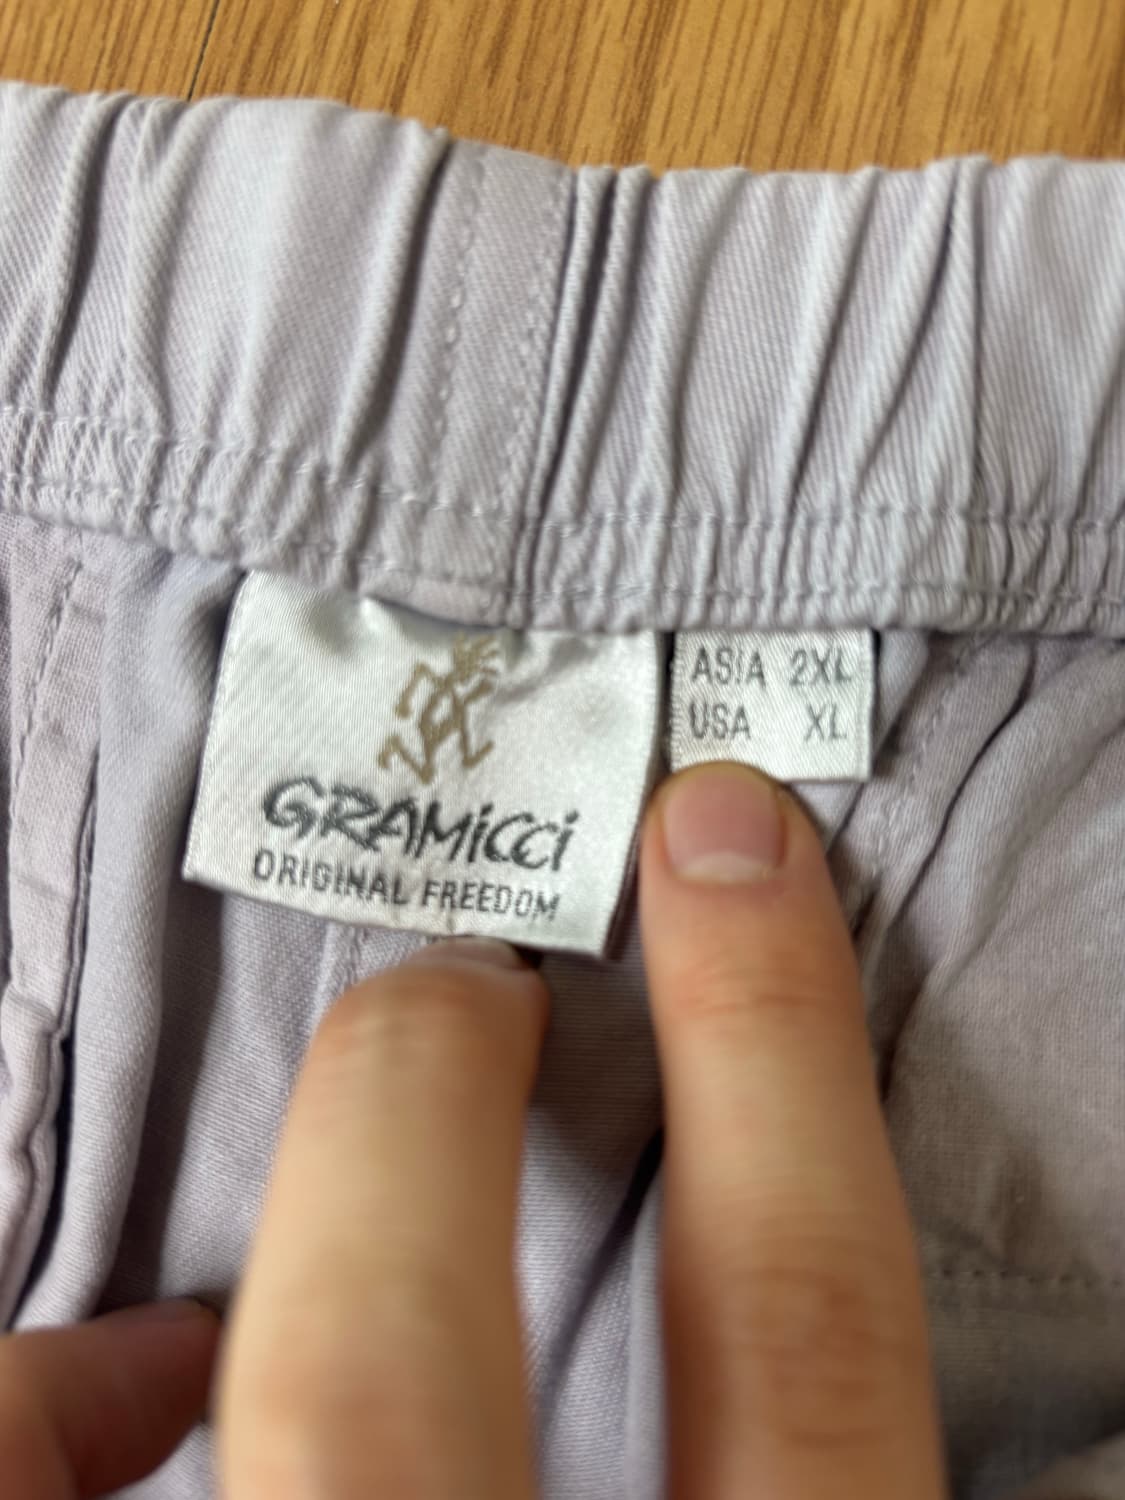 GRAMiCCi
ORIGINAL FREEDOM
ASIA 2XL
USA XL